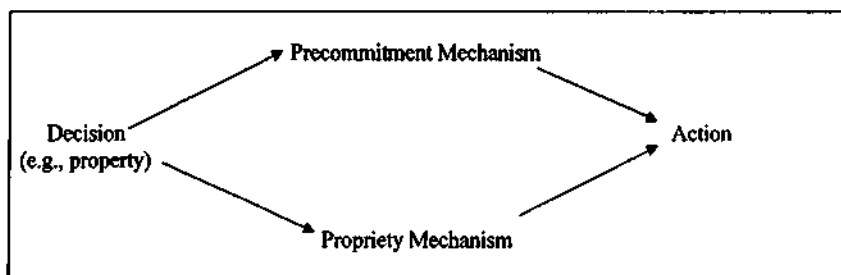 Precommitment Mechanism
Decision
(e.g., property)
Action
Propriety Mechanism